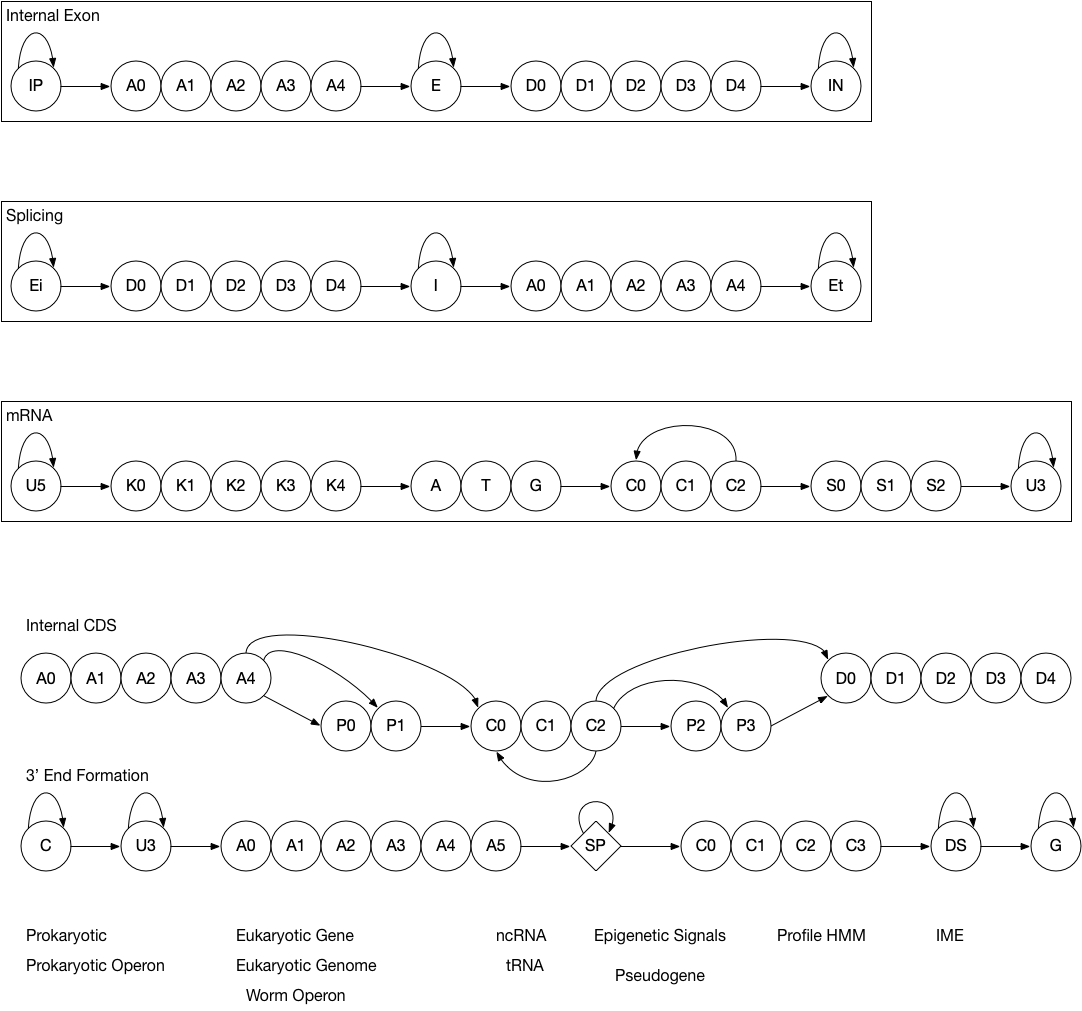 Internal Exon
IP A0 A1 A2 A3 A4 E D0 D1 D2 D3 D4 IN
Splicing
Ei D0 D1 D2 D3 D4 I A0 A1 A2 A3 A4 Et
mRNA
U5 K0 K1 K2 K3 K4 A T G C0 C1 C2 S0 S1 S2 U3
Internal CDS
A0 A1 A2 A3 A4 D0 D1 D2 D3 D4
P0 P1 C0 C1 C2 P2 P3
3’ End Formation
C U3 A0 A1 A2 A3 A4 A5 SP C0 C1 C2 C3 DS G
Prokaryotic Eukaryotic Gene ncRNA Epigenetic Signals Profile HMM IME
Prokaryotic Operon Eukaryotic Genome tRNA
Pseudogene
Worm Operon